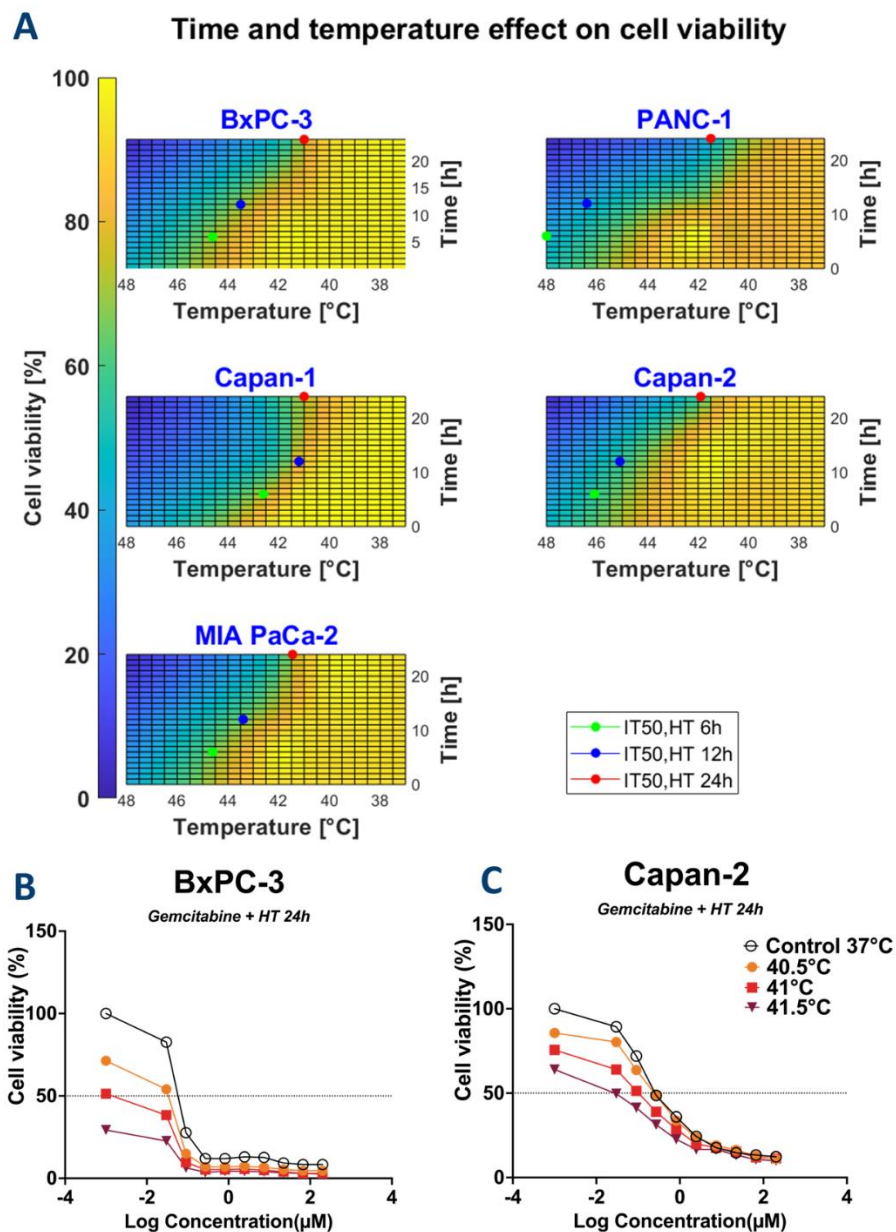 A
Time and temperature effect on cell viability
100
80
60
40
20
0
Cell viability [%]
BxPC-3
20
15
10
5
Time [h]
48 46 44 42 40 38
Temperature [°C]
PANC-1
20
10
0
Time [h]
48 46 44 42 40 38
Temperature [°C]
Capan-1
20
10
0
Time [h]
48 46 44 42 40 38
Temperature [°C]
Capan-2
20
10
0
Time [h]
48 46 44 42 40 38
Temperature [°C]
MIA PaCa-2
20
10
0
Time [h]
48 46 44 42 40 38
Temperature [°C]
IT50,HT 6h
IT50,HT 12h
IT50,HT 24h
B
BxPC-3
Gemcitabine + HT 24h
150
100
50
0
Cell viability (%)
-4 -2 0 2 4
Log Concentration(µM)
C
Capan-2
Gemcitabine + HT 24h
150
100
50
0
Cell viability (%)
-4 -2 0 2 4
Log Concentration(µM)
Control 37°C
40.5°C
41°C
41.5°C